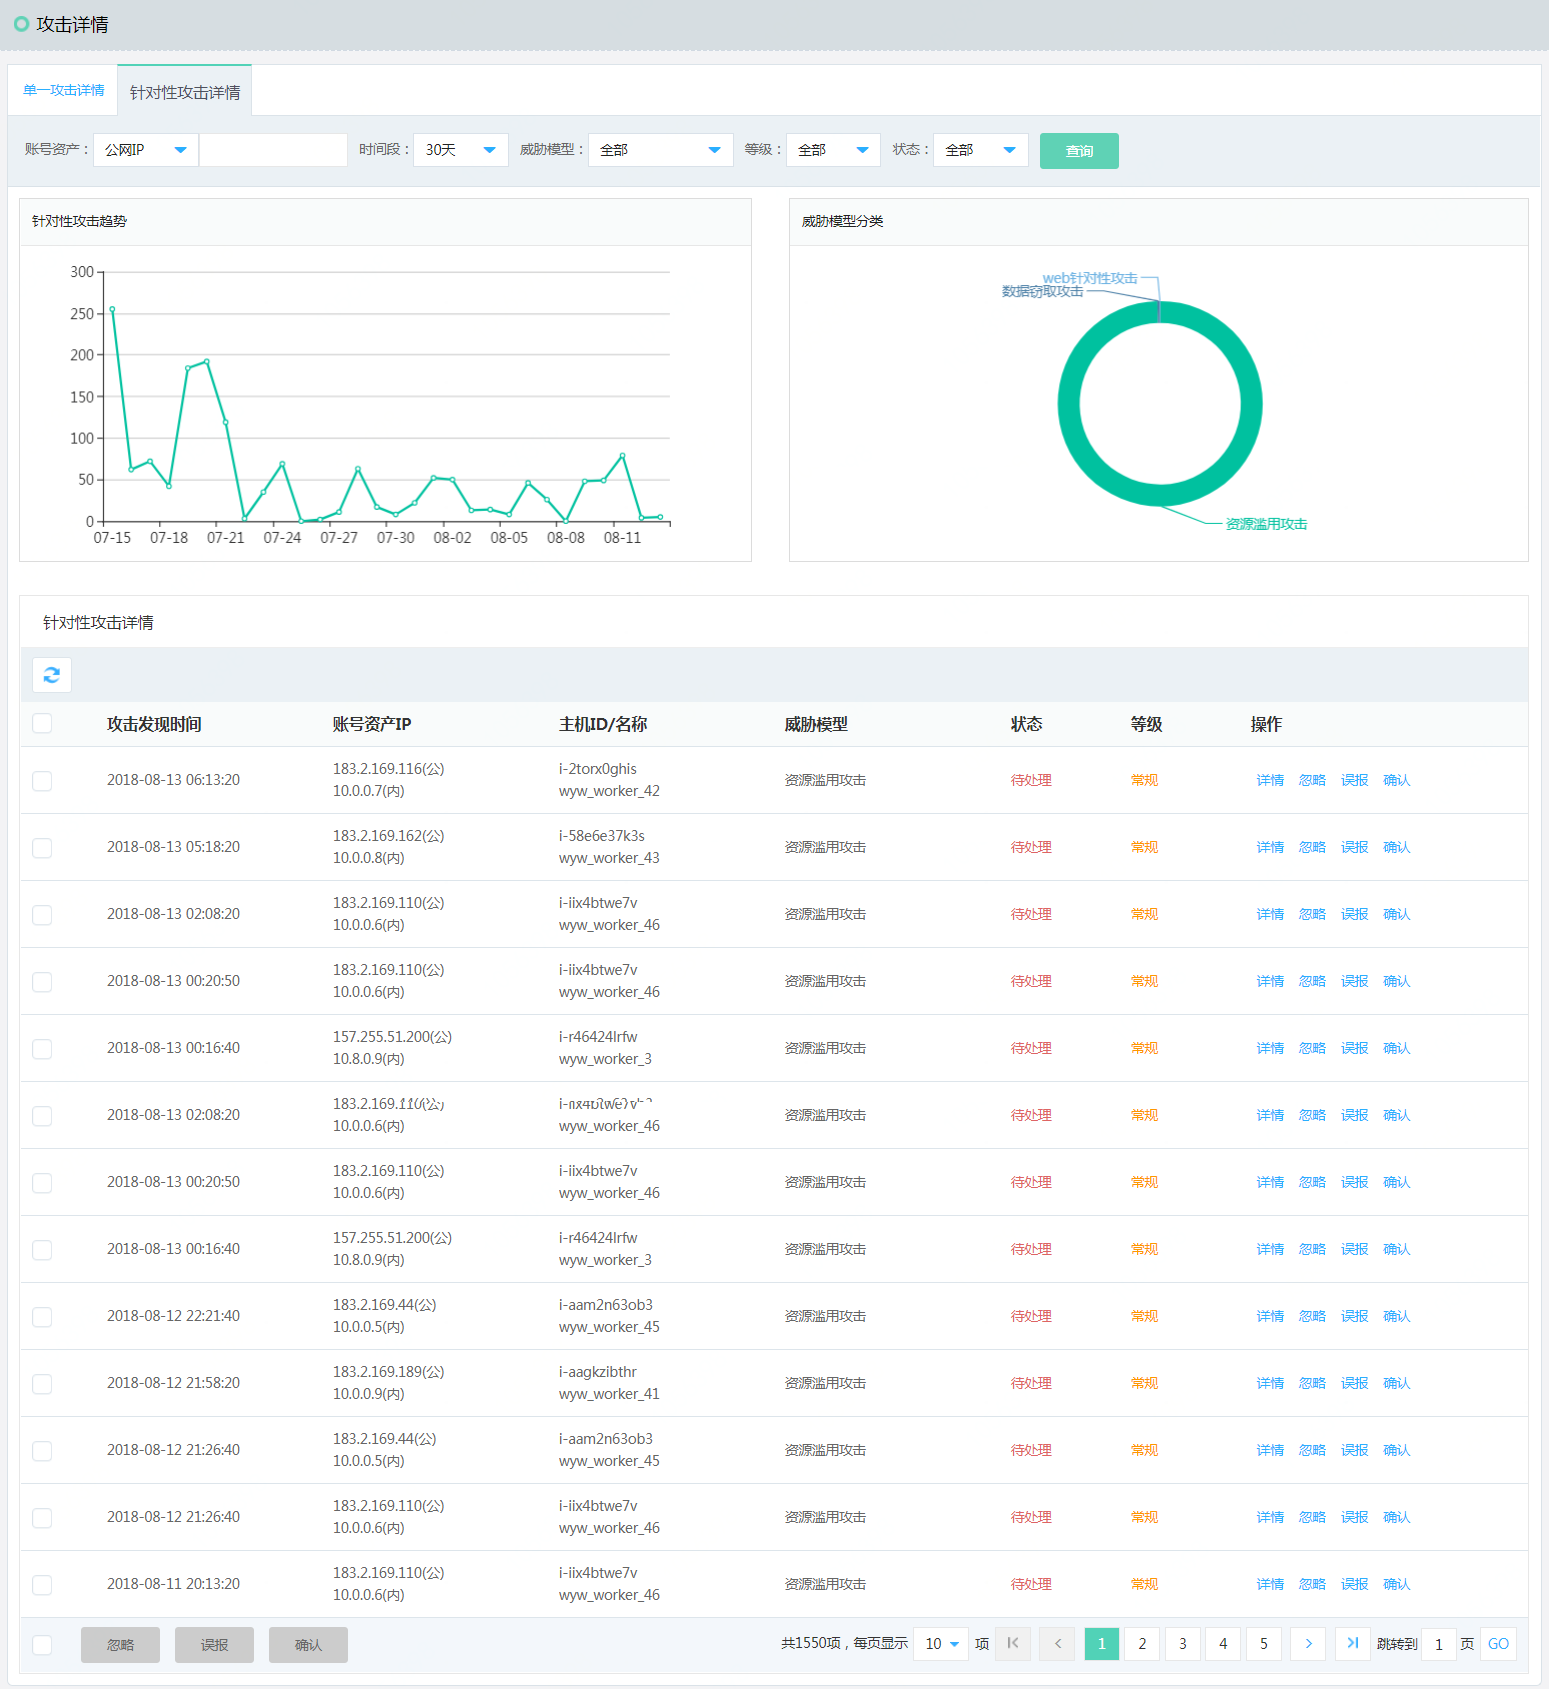 攻击详情
单一攻击详情 针对性攻击详情
账号资产： 公网IP 时间段： 30天 威胁模型： 全部 等级： 全部 状态： 全部 查询
针对性攻击趋势
300
250
200
150
100
50
0
07-15 07-18 07-21 07-24 07-27 07-30 08-02 08-05 08-08 08-11
威胁模型分类
web针对性攻击
数据窃取攻击
资源滥用攻击
针对性攻击详情
攻击发现时间 账号资产IP 主机ID/名称 威胁模型 状态 等级 操作
2018-08-13 06:13:20 183.2.169.116(公) i-2torx0ghis 资源滥用攻击 待处理 常规 详情 忽略 误报 确认
10.0.0.7(内) wyw_worker_42
2018-08-13 05:18:20 183.2.169.162(公) i-58e6e37k3s 资源滥用攻击 待处理 常规 详情 忽略 误报 确认
10.0.0.8(内) wyw_worker_43
2018-08-13 02:08:20 183.2.169.110(公) i-iix4btwe7v 资源滥用攻击 待处理 常规 详情 忽略 误报 确认
10.0.0.6(内) wyw_worker_46
2018-08-13 00:20:50 183.2.169.110(公) i-iix4btwe7v 资源滥用攻击 待处理 常规 详情 忽略 误报 确认
10.0.0.6(内) wyw_worker_46
2018-08-13 00:16:40 157.255.51.200(公) i-r46424lrfw 资源滥用攻击 待处理 常规 详情 忽略 误报 确认
10.8.0.9(内) wyw_worker_3
2018-08-13 02:08:20 183.2.169.110(公) 资源滥用攻击 待处理 常规 详情 忽略 误报 确认
10.0.0.6(内) wyw_worker_46
2018-08-13 00:20:50 183.2.169.110(公) i-iix4btwe7v 资源滥用攻击 待处理 常规 详情 忽略 误报 确认
10.0.0.6(内) wyw_worker_46
2018-08-13 00:16:40 157.255.51.200(公) i-r46424lrfw 资源滥用攻击 待处理 常规 详情 忽略 误报 确认
10.8.0.9(内) wyw_worker_3
2018-08-12 22:21:40 183.2.169.44(公) i-aam2n63ob3 资源滥用攻击 待处理 常规 详情 忽略 误报 确认
10.0.0.5(内) wyw_worker_45
2018-08-12 21:58:20 183.2.169.189(公) i-aagkzibthr 资源滥用攻击 待处理 常规 详情 忽略 误报 确认
10.0.0.9(内) wyw_worker_41
2018-08-12 21:26:40 183.2.169.44(公) i-aam2n63ob3 资源滥用攻击 待处理 常规 详情 忽略 误报 确认
10.0.0.5(内) wyw_worker_45
2018-08-12 21:26:40 183.2.169.110(公) i-iix4btwe7v 资源滥用攻击 待处理 常规 详情 忽略 误报 确认
10.0.0.6(内) wyw_worker_46
2018-08-11 20:13:20 183.2.169.110(公) i-iix4btwe7v 资源滥用攻击 待处理 常规 详情 忽略 误报 确认
10.0.0.6(内) wyw_worker_46
忽略 误报 确认 共1550项，每页显示 10 项 1 2 3 4 5 跳转到 1 页 GO